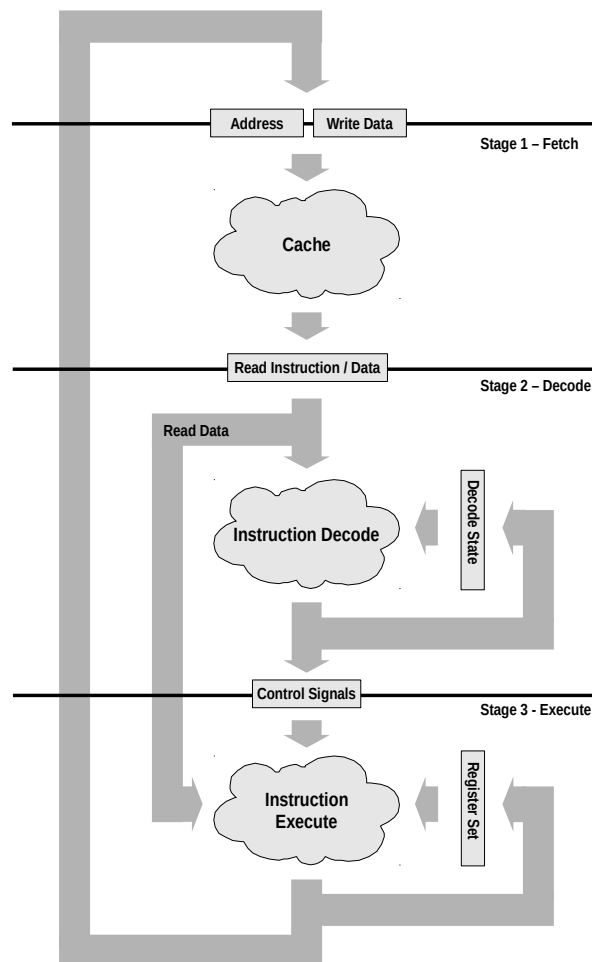 Address
Write Data
Stage 1 – Fetch
Cache
Read Instruction / Data
Stage 2 – Decode
Read Data
Instruction Decode
Decode State
Control Signals
Stage 3 - Execute
Instruction
Execute
Register Set